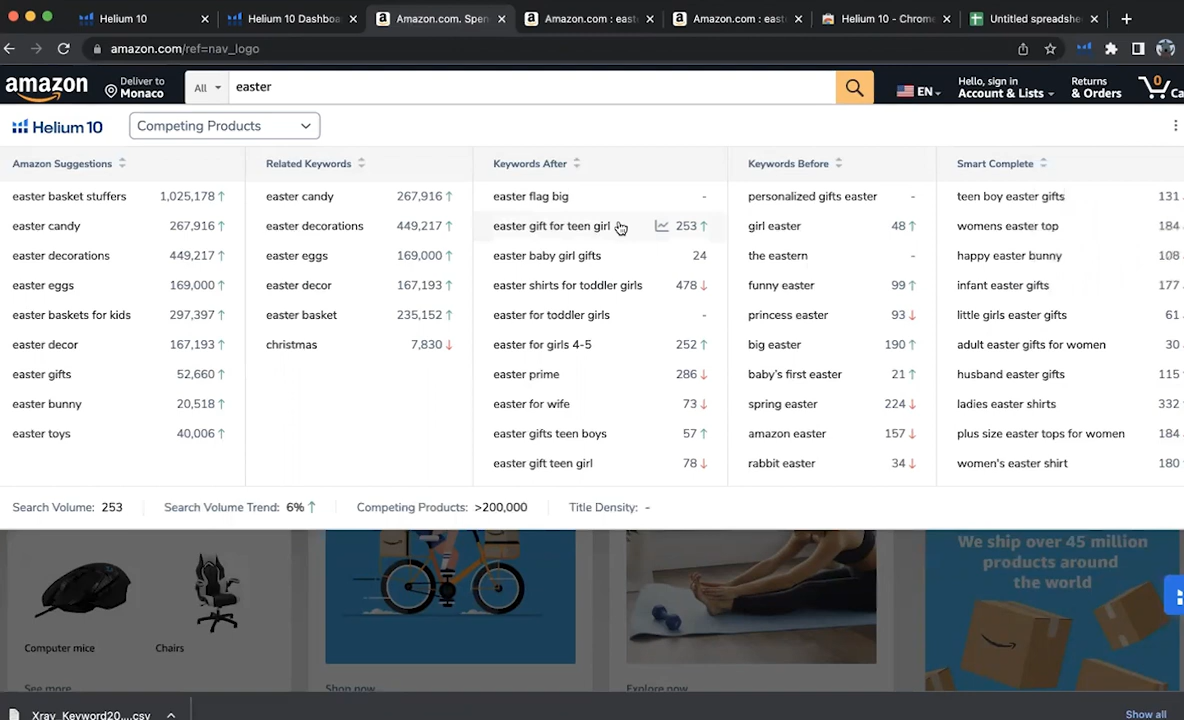 Helium 10
Helium 10 Dashboa
Amazon.com. Spen
Amazon.com : east
Amazon.com : eas
Helium 10 - Chrome
Untitled spreadshe
amazon.com/ref=nav_logo
amazon
Deliver to
Monaco
All
easter
EN
Hello, sign in
Account & Lists
Returns
& Orders
0
Ca
Helium 10
Competing Products
Amazon Suggestions
easter basket stuffers 1,025,178
easter candy 267,916
easter decorations 449,217
easter eggs 169,000
easter baskets for kids 297,397
easter decor 167,193
easter gifts 52,660
easter bunny 20,518
easter toys 40,006
Related Keywords
easter candy 267,916
easter decorations 449,217
easter eggs 169,000
easter decor 167,193
easter basket 235,152
christmas 7,830
Keywords After
easter flag big -
easter gift for teen girl 253
easter baby girl gifts 24
easter shirts for toddler girls 478
easter for toddler girls -
easter for girls 4-5 252
easter prime 286
easter for wife 73
easter gifts teen boys 57
easter gift teen girl 78
Keywords Before
personalized gifts easter -
girl easter 48
the eastern -
funny easter 99
princess easter 93
big easter 190
baby's first easter 21
spring easter 224
amazon easter 157
rabbit easter 34
Smart Complete
teen boy easter gifts 131
womens easter top 184
happy easter bunny 108
infant easter gifts 177
little girls easter gifts 61
adult easter gifts for women 30
husband easter gifts 115
ladies easter shirts 332
plus size easter tops for women 184
women's easter shirt 180
Search Volume: 253
Search Volume Trend: 6%
Competing Products: >200,000
Title Density: -
Computer mice
Chairs
See more
Shop now
Explore now
We ship over 45 million
products around
the world
Xray_Keyword20....csv
Show all